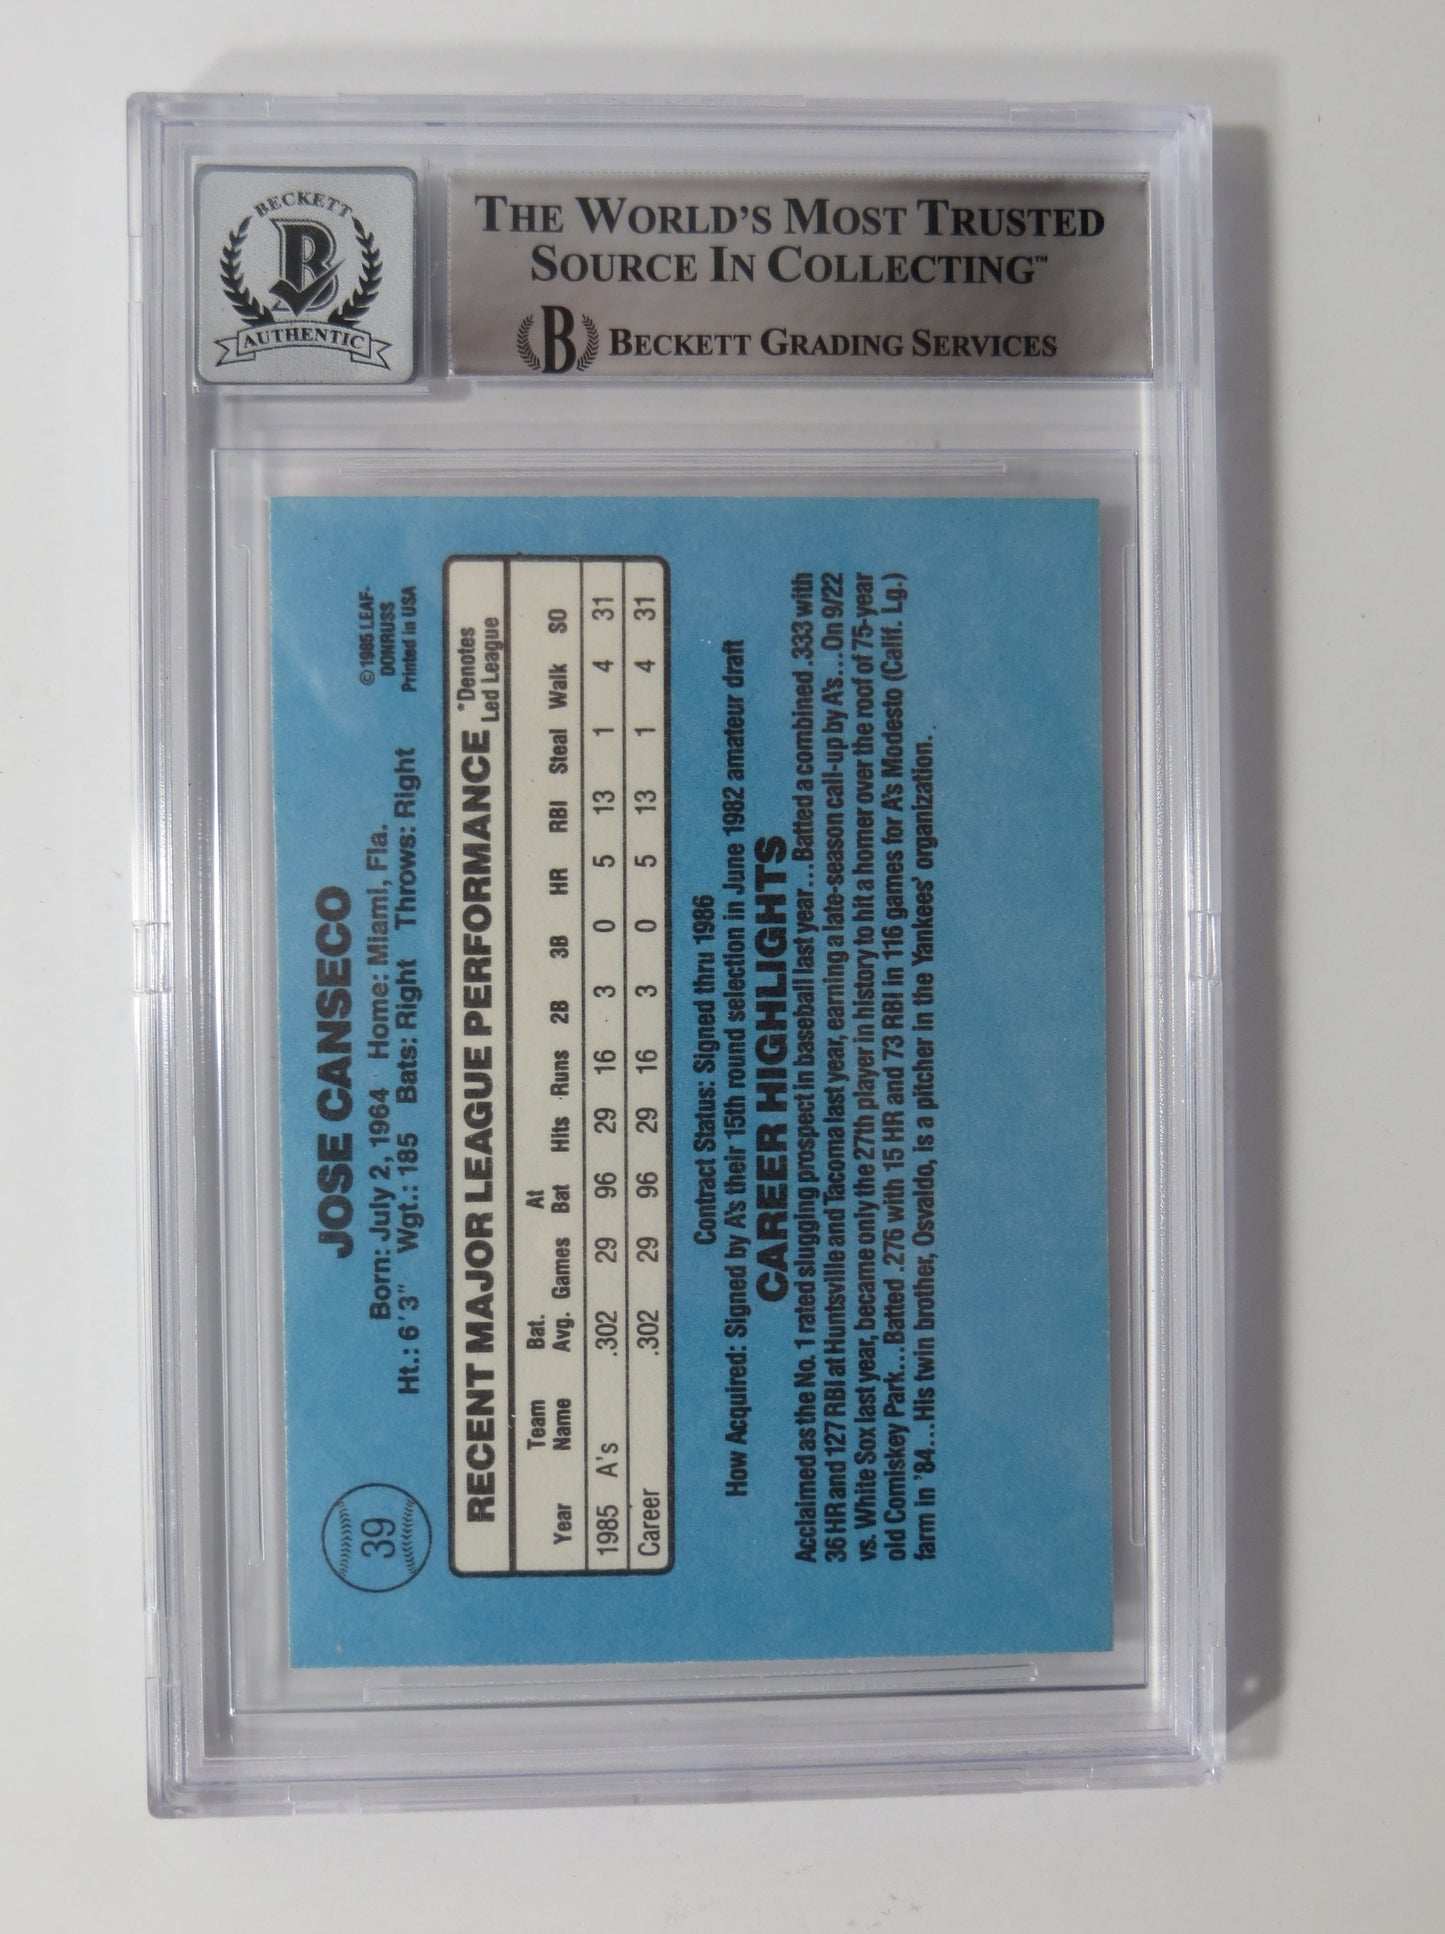 BECKETT
B
AUTHENTIC
THE WORLD'S MOST TRUSTED
SOURCE IN COLLECTING™
B BECKETT GRADING SERVICES
39
JOSE CANSECO
Born: July 2, 1964 Home: Miami, Fla.
Ht.: 6'3" Wgt.: 185 Bats: Right Throws: Right
©1985 LEAF-
DONRUSS
Printed in USA
RECENT MAJOR LEAGUE PERFORMANCE
*Denotes
Led League
Team Bat. At
Year Name Avg. Games Bat Hits Runs 2B 3B HR RBI Steal Walk SO
1985 A's .302 29 96 29 16 3 0 5 13 1 4 31
Career .302 29 96 29 16 3 0 5 13 1 4 31
Contract Status: Signed thru 1986
How Acquired: Signed by A's their 15th round selection in June 1982 amateur draft
CAREER HIGHLIGHTS
Acclaimed as the No. 1 rated slugging prospect in baseball last year...Batted a combined .333 with
36 HR and 127 RBI at Huntsville and Tacoma last year, earning a late-season call-up by A's...On 9/22
vs. White Sox last year, became only the 27th player in history to hit a homer over the roof of 75-year
old Comiskey Park...Batted .276 with 15 HR and 73 RBI in 116 games for A's Modesto (Calif. Lg.)
farm in '84...His twin brother, Osvaldo, is a pitcher in the Yankees' organization.